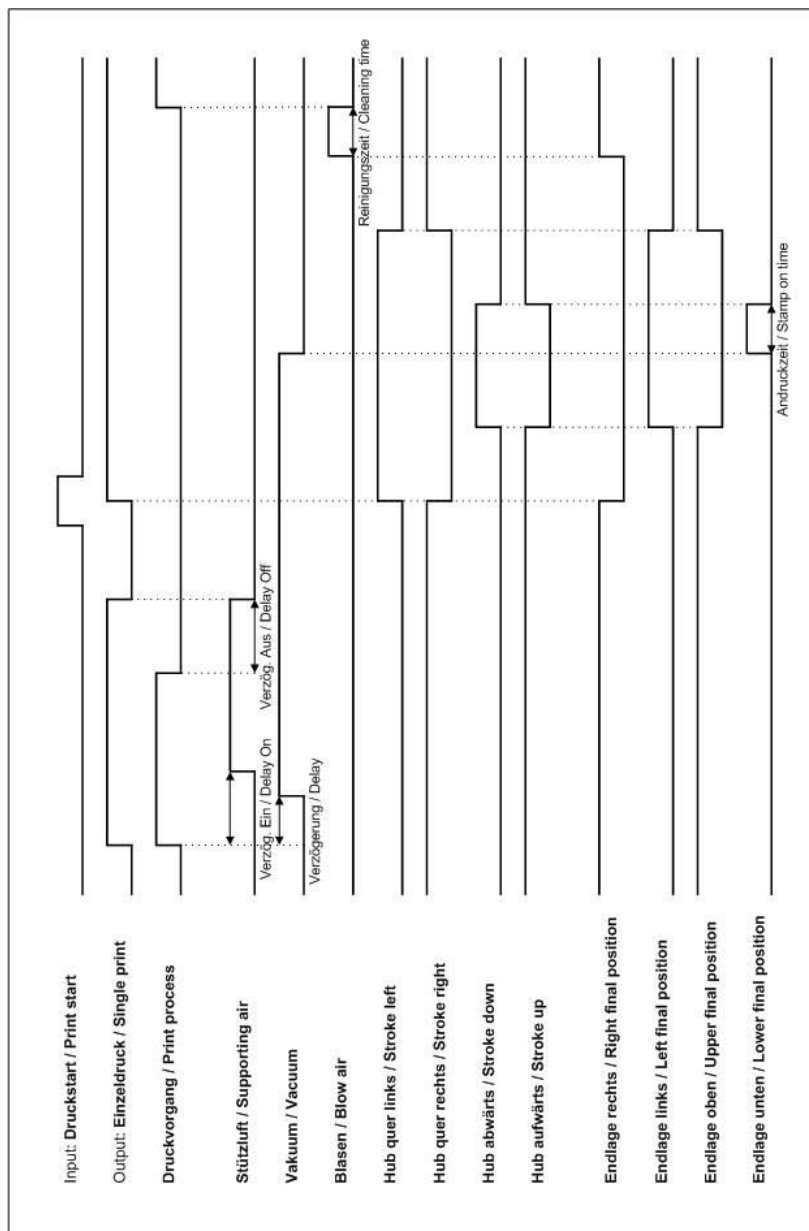 Input: Druckstart / Print start
Output: Einzeldruck / Single print
Druckvorgang / Print process
Stützluft / Supporting air
Verzög. Ein / Delay On
Verzög. Aus / Delay Off
Vakuum / Vacuum
Verzögerung / Delay
Blasen / Blow air
Reinigungszeit / Cleaning time
Hub quer links / Stroke left
Hub quer rechts / Stroke right
Hub abwärts / Stroke down
Hub aufwärts / Stroke up
Endlage rechts / Right final position
Endlage links / Left final position
Endlage oben / Upper final position
Endlage unten / Lower final position
Andruckzeit / Stamp on time